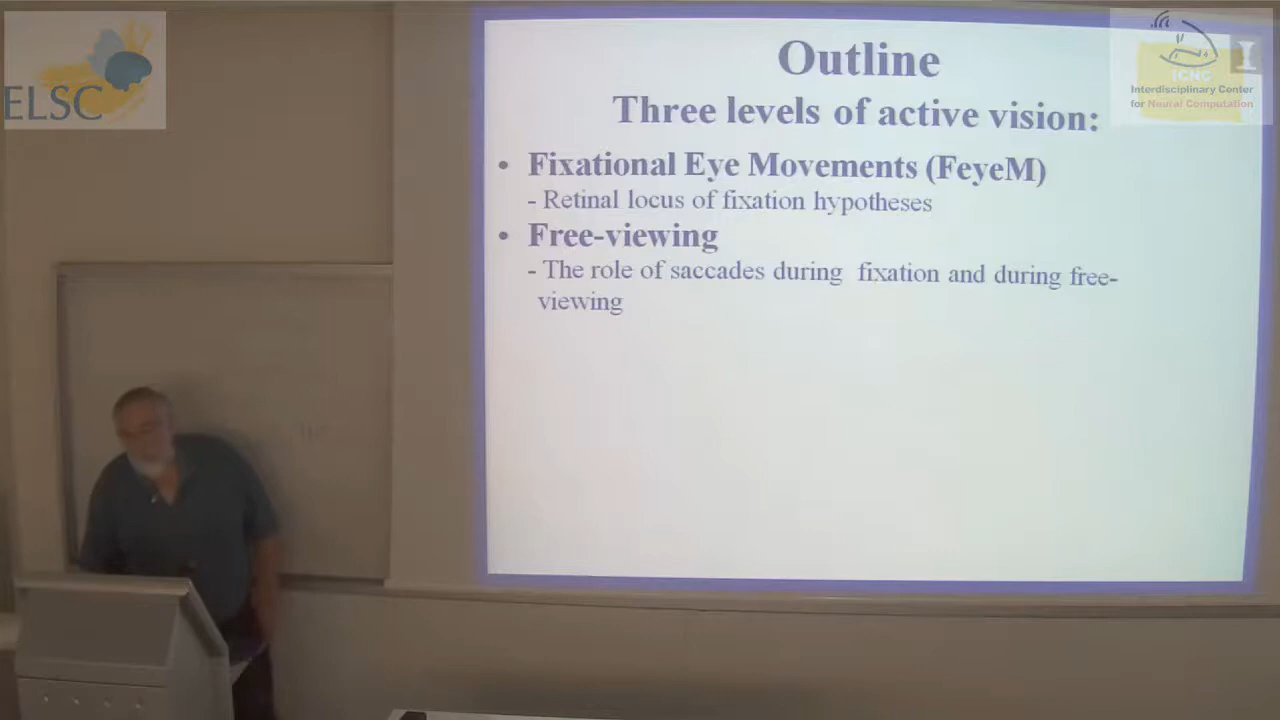 ELSC
ICNC
Interdisciplinary Center
for Neural Computation
Outline
Three levels of active vision:
• Fixational Eye Movements (FeyeM)
- Retinal locus of fixation hypotheses
• Free-viewing
- The role of saccades during fixation and during free-
viewing